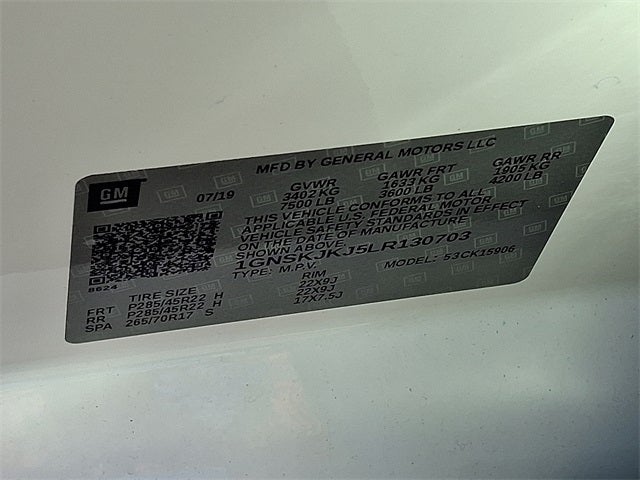 MFD BY GENERAL MOTORS LLC
GM
07/19
GVWR GAWR FRT GAWR RR
3402KG 1633 KG 1905 KG
7500 LB 3600 LB 4200 LB
THIS VEHICLE CONFORMS TO ALL
APPLICABLE U.S. FEDERAL MOTOR
VEHICLE SAFETY STANDARDS IN EFFECT
ON THE DATE OF MANUFACTURE
SHOWN ABOVE.
1GNSKJKJ5LR130703
TYPE: M.P.V. MODEL: 53CK15906
8624
TIRE SIZE RIM
FRT P285/45R22 H 22X9J
RR P285/45R22 H 22X9J
SPA 265/70R17 S 17X7.5J